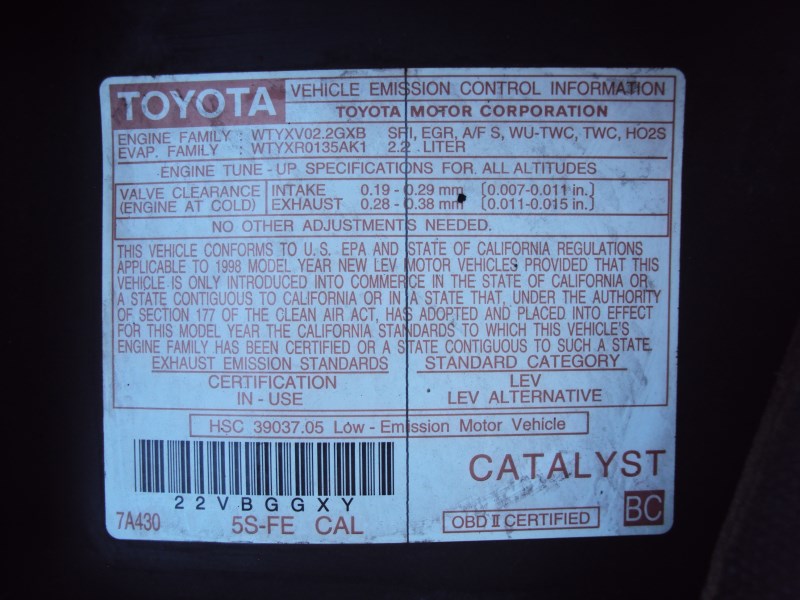 TOYOTA
VEHICLE EMISSION CONTROL INFORMATION
TOYOTA MOTOR CORPORATION
ENGINE FAMILY : WTYXV02.2GXB SFI, EGR, A/F S, WU-TWC, TWC, HO2S
EVAP. FAMILY : WTYXR0135AK1 2.2 LITER
ENGINE TUNE-UP SPECIFICATIONS FOR ALL ALTITUDES
VALVE CLEARANCE INTAKE 0.19 - 0.29 mm (0.007-0.011 in.)
(ENGINE AT COLD) EXHAUST 0.28 - 0.38 mm (0.011-0.015 in.)
NO OTHER ADJUSTMENTS NEEDED.
THIS VEHICLE CONFORMS TO U.S. EPA AND STATE OF CALIFORNIA REGULATIONS
APPLICABLE TO 1998 MODEL YEAR NEW LEV MOTOR VEHICLES PROVIDED THAT THIS
VEHICLE IS ONLY INTRODUCED INTO COMMERCE IN THE STATE OF CALIFORNIA OR
A STATE CONTIGUOUS TO CALIFORNIA OR IN A STATE THAT, UNDER THE AUTHORITY
OF SECTION 177 OF THE CLEAN AIR ACT, HAS ADOPTED AND PLACED INTO EFFECT
FOR THIS MODEL YEAR THE CALIFORNIA STANDARDS TO WHICH THIS VEHICLE'S
ENGINE FAMILY HAS BEEN CERTIFIED OR A STATE CONTIGUOUS TO SUCH A STATE.
EXHAUST EMISSION STANDARDS STANDARD CATEGORY
CERTIFICATION LEV
IN-USE LEV ALTERNATIVE
HSC 39037.05 Low-Emission Motor Vehicle
CATALYST
22VBGGXY
7A430 5S-FE CAL OBD II CERTIFIED BC